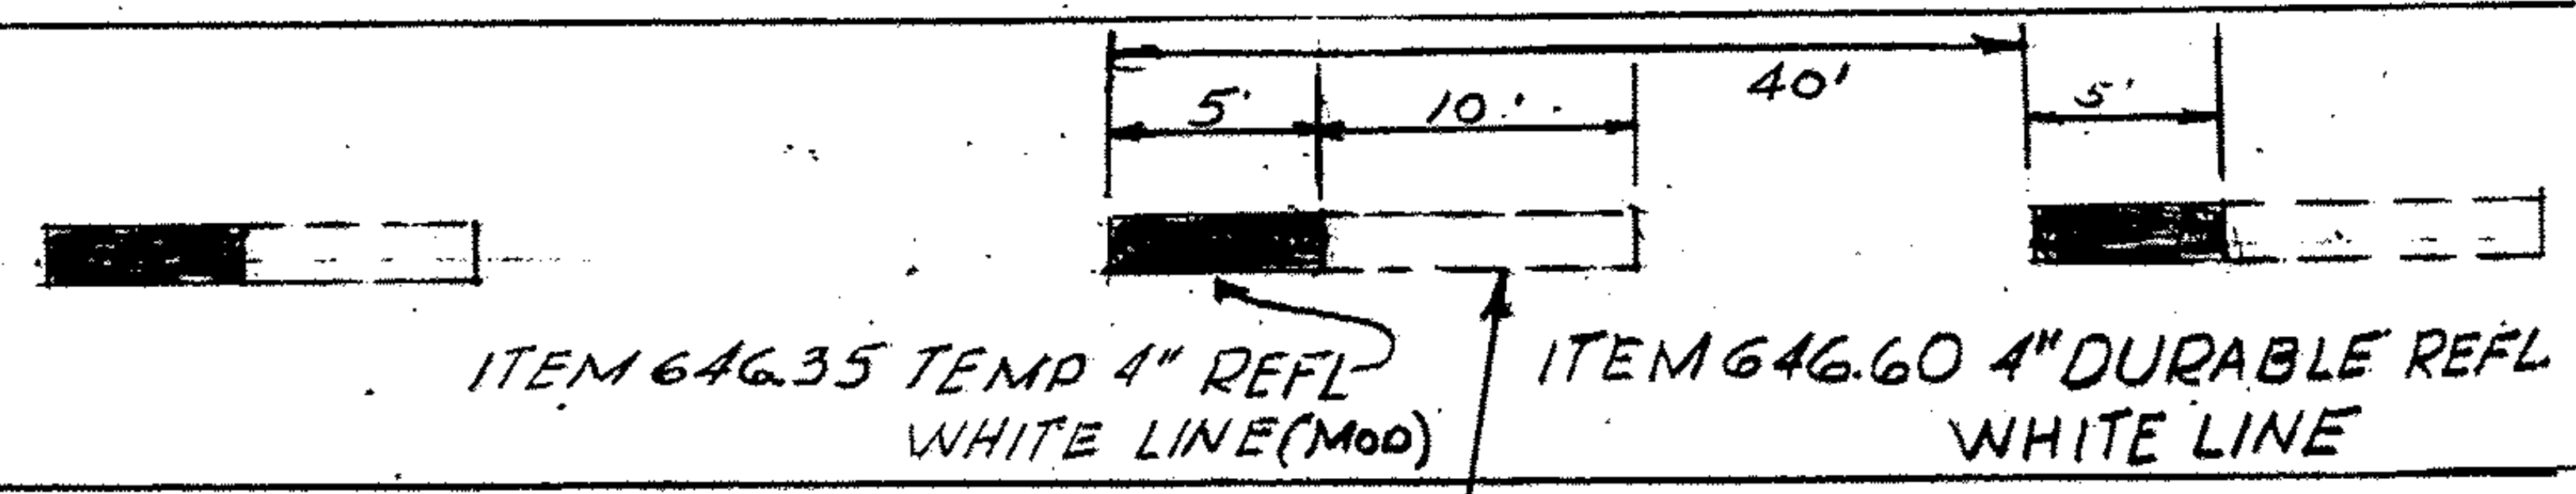 40'
5'
10'
5'
ITEM 646.35 TEMP 4" REFL
WHITE LINE (MOD)
ITEM 646.60 4" DURABLE REFL
WHITE LINE